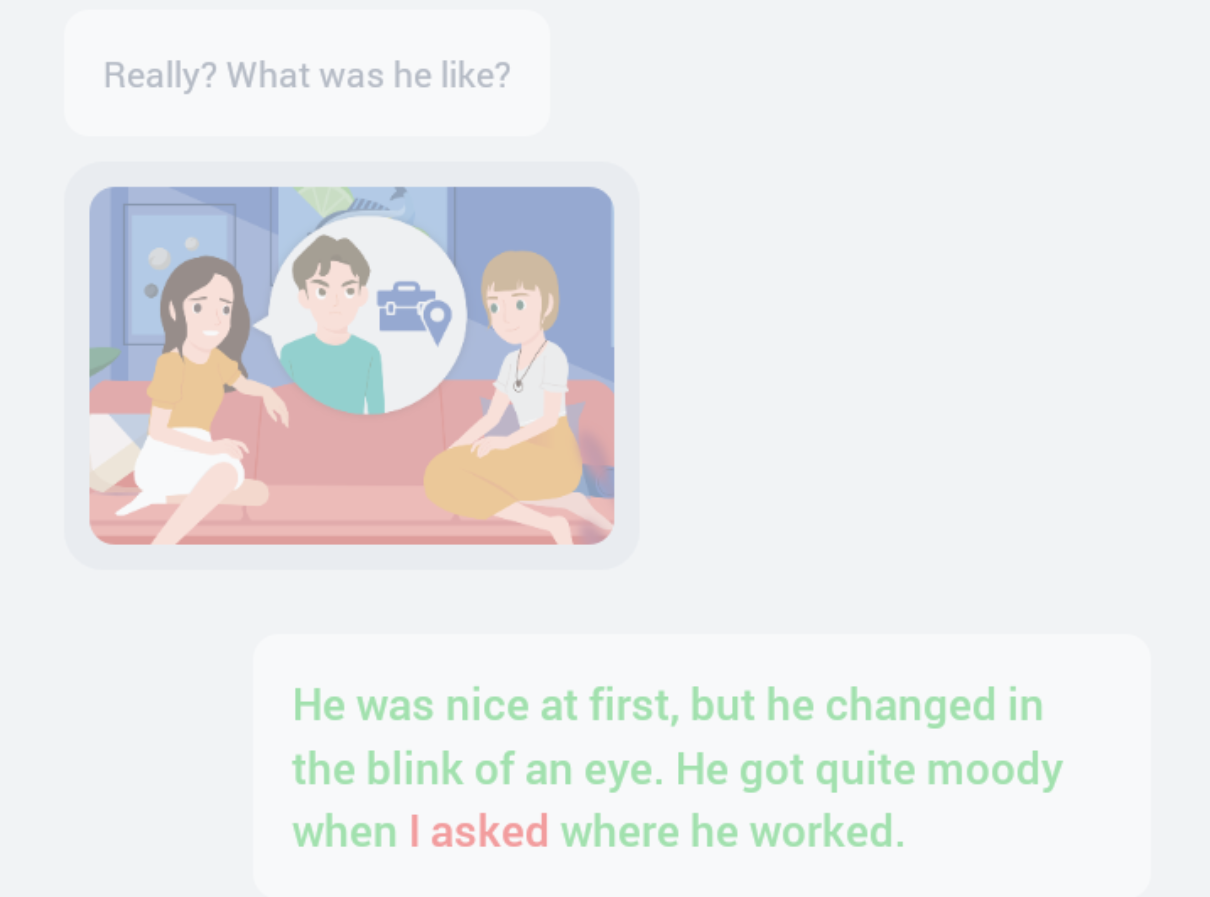 Really? What was he like?
He was nice at first, but he changed in
the blink of an eye. He got quite moody
when I asked where he worked.